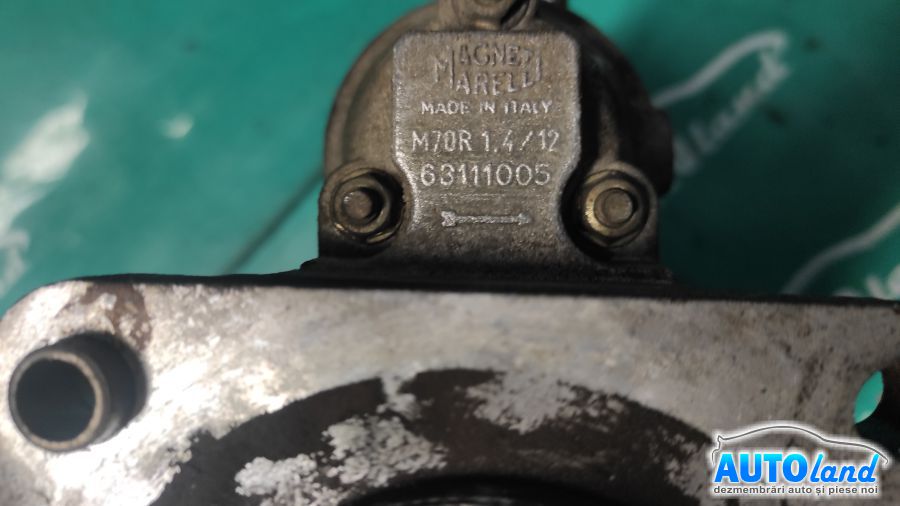 MAGNETI
MARELLI
MADE IN ITALY
M70R 1,4/12
63111005
AUTOland
dezmembrări auto și piese noi